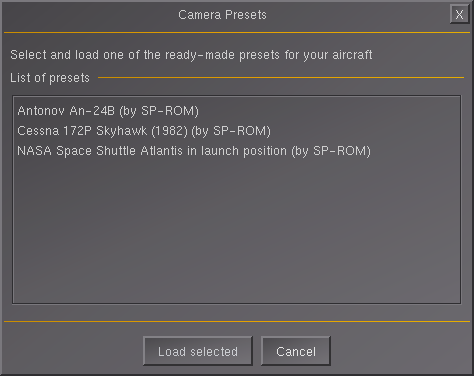 Camera Presets
X
Select and load one of the ready-made presets for your aircraft
List of presets
Antonov An-24B (by SP-ROM)
Cessna 172P Skyhawk (1982) (by SP-ROM)
NASA Space Shuttle Atlantis in launch position (by SP-ROM)
Load selected
Cancel